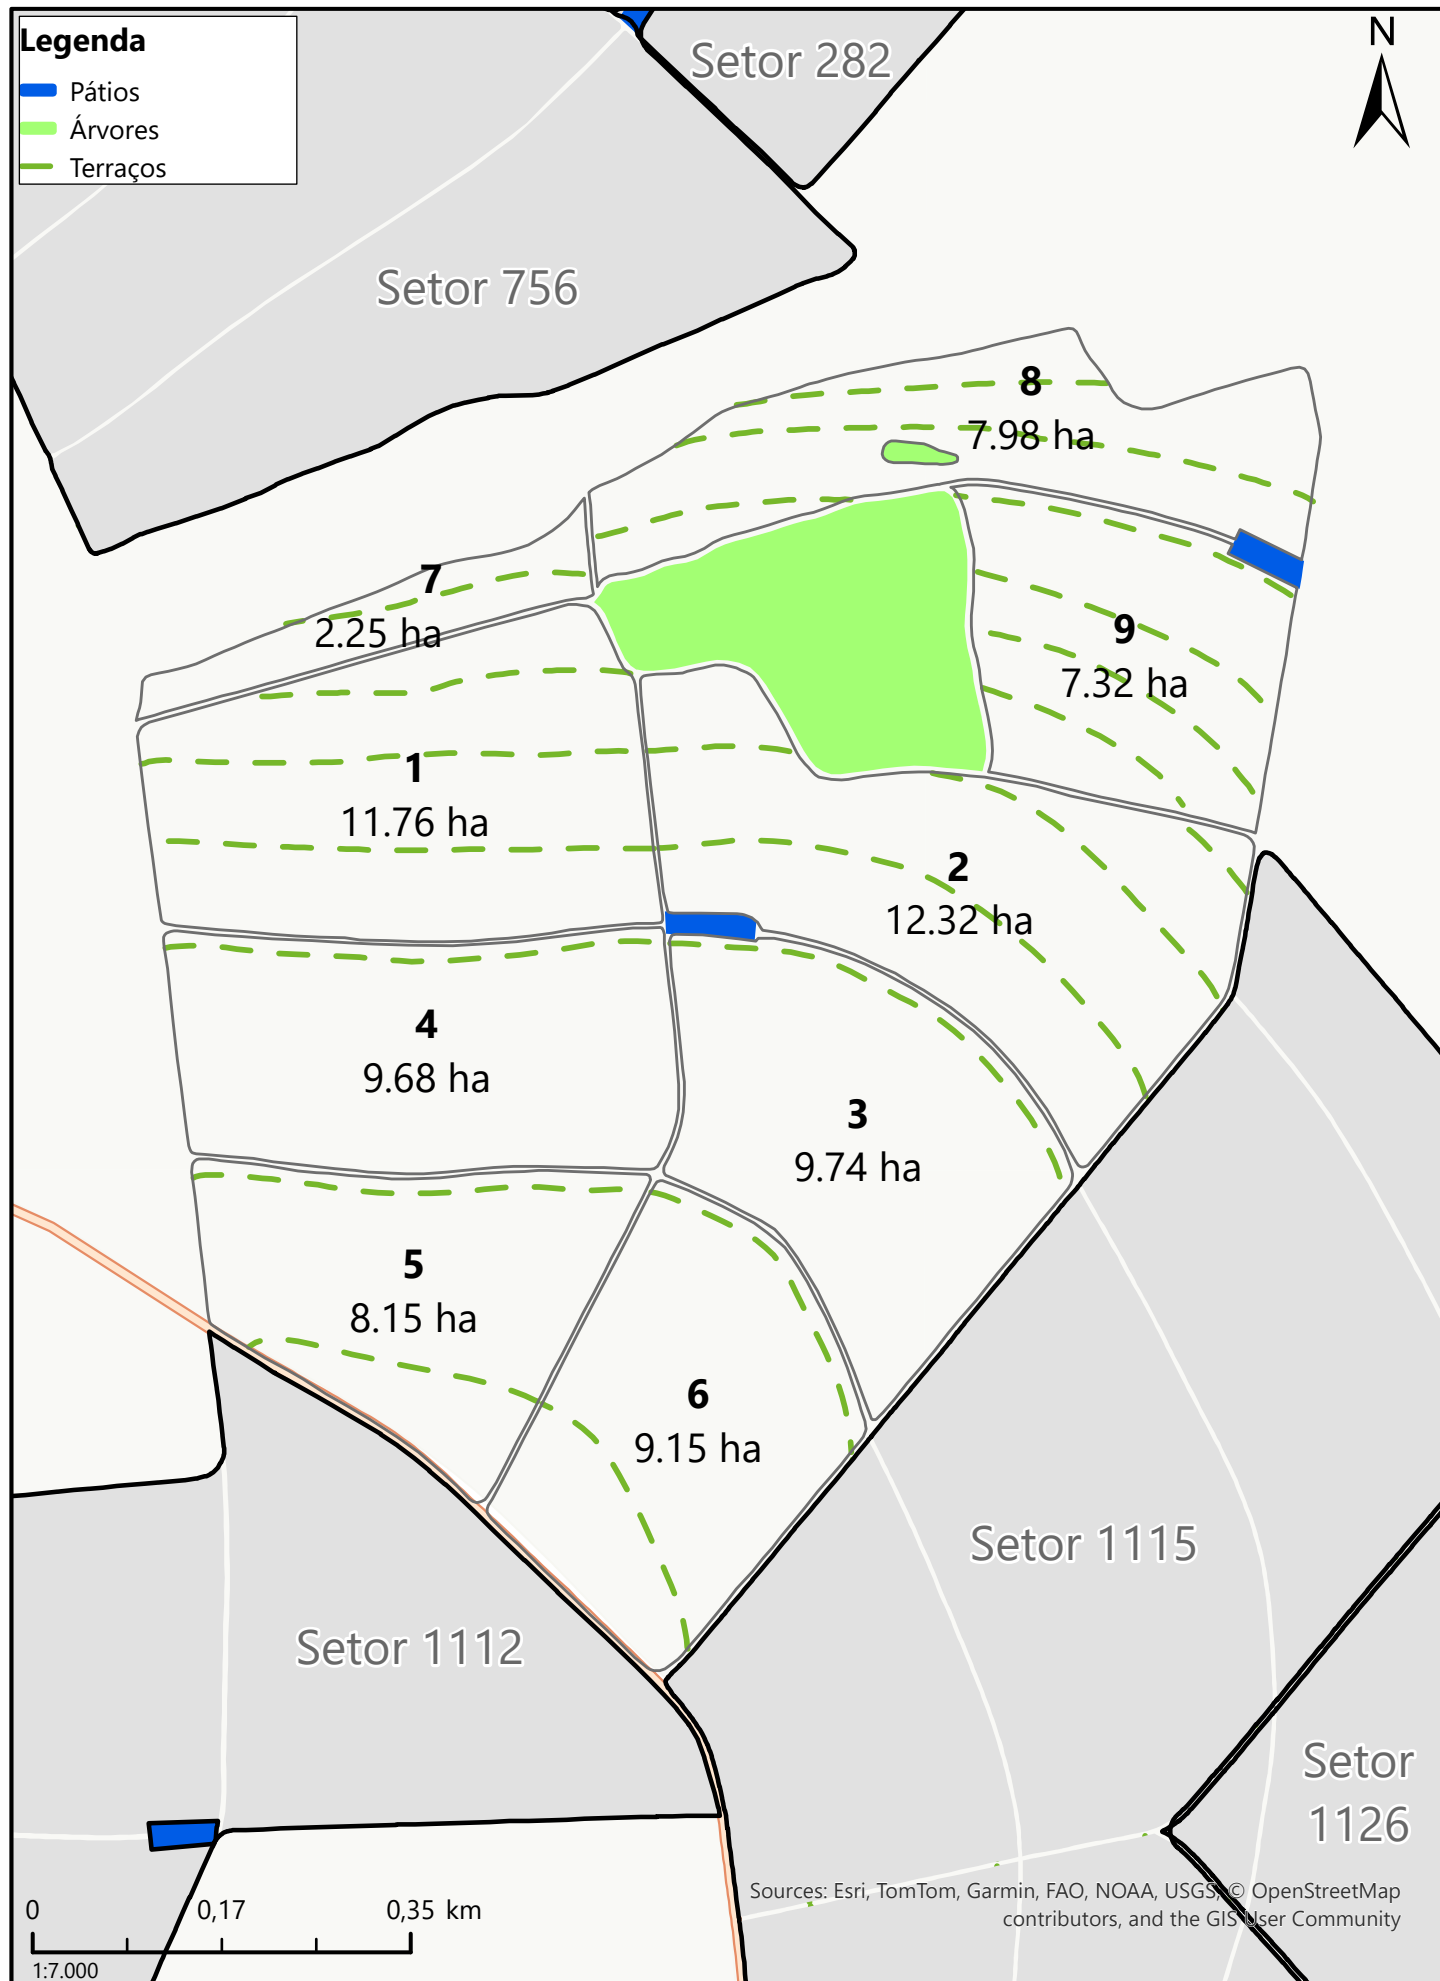 Legenda
Pátios
Árvores
Terraços
N
Setor 282
Setor 756
8
7.98 ha
7
2.25 ha
9
7.32 ha
1
11.76 ha
2
12.32 ha
4
9.68 ha
3
9.74 ha
5
8.15 ha
6
9.15 ha
Setor 1115
Setor 1112
Setor
1126
Sources: Esri, TomTom, Garmin, FAO, NOAA, USGS, © OpenStreetMap
contributors, and the GIS User Community
0 0,17 0,35 km
1:7.000